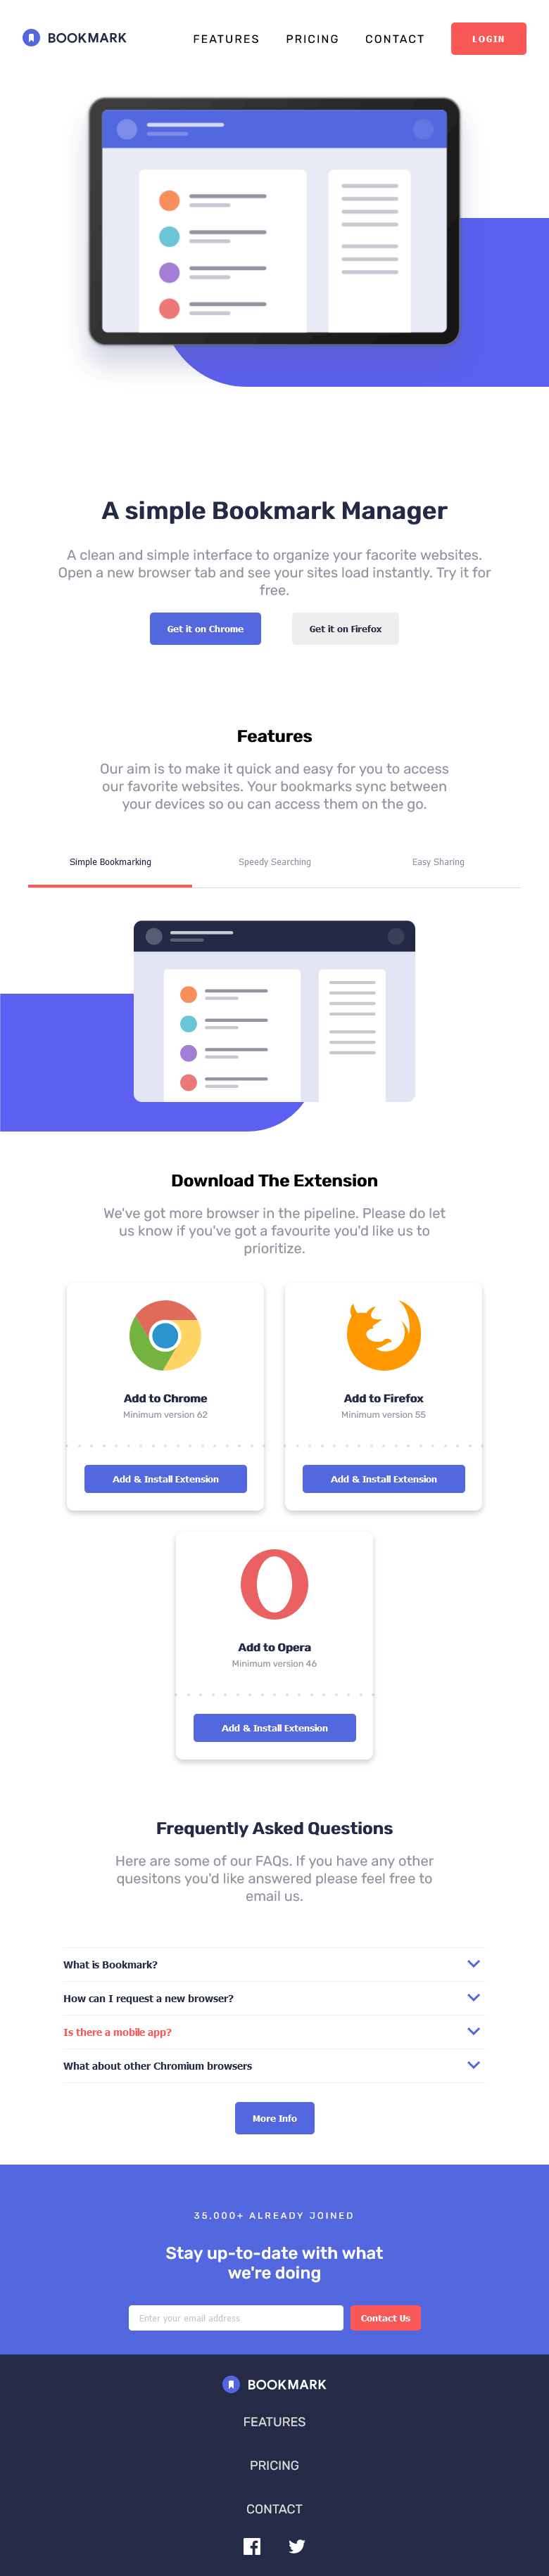 BOOKMARK FEATURES PRICING CONTACT LOGIN
A simple Bookmark Manager
A clean and simple interface to organize your facorite websites.
Open a new browser tab and see your sites load instantly. Try it for
free.
Get it on Chrome Get it on Firefox
Features
Our aim is to make it quick and easy for you to access
our favorite websites. Your bookmarks sync between
your devices so ou can access them on the go.
Simple Bookmarking Speedy Searching Easy Sharing
Download The Extension
We've got more browser in the pipeline. Please do let
us know if you've got a favourite you'd like us to
prioritize.
Add to Chrome
Minimum version 62
Add & Install Extension
Add to Firefox
Minimum version 55
Add & Install Extension
Add to Opera
Minimum version 46
Add & Install Extension
Frequently Asked Questions
Here are some of our FAQs. If you have any other
quesitons you'd like answered please feel free to
email us.
What is Bookmark?
How can I request a new browser?
Is there a mobile app?
What about other Chromium browsers
More Info
35,000+ ALREADY JOINED
Stay up-to-date with what
we're doing
Enter your email address Contact Us
BOOKMARK
FEATURES
PRICING
CONTACT